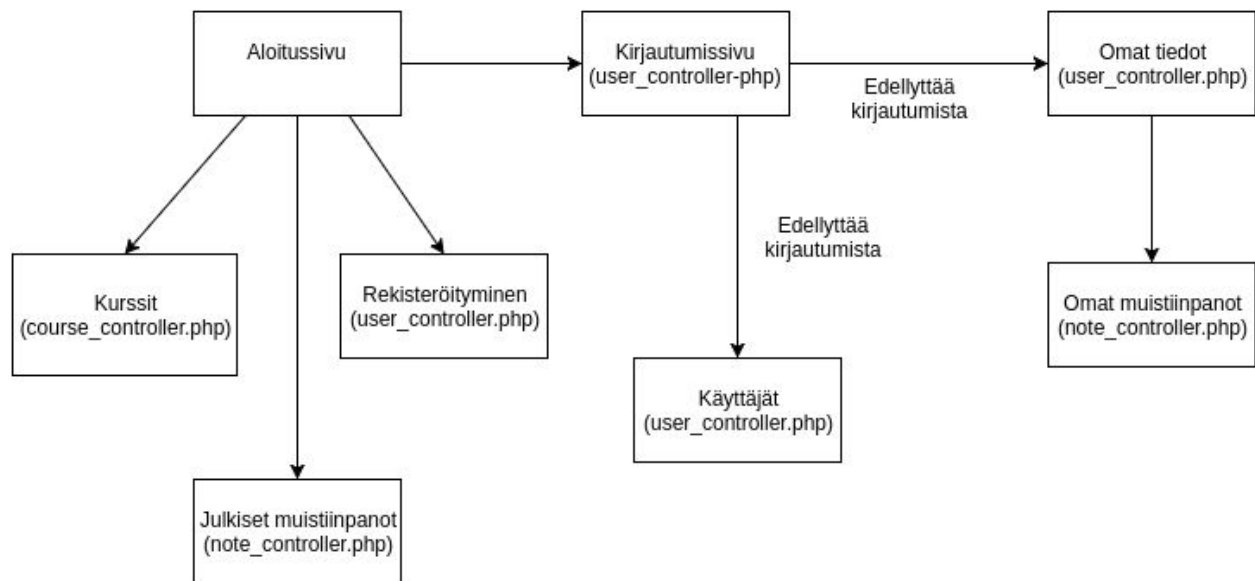 Aloitussivu
Kirjautumissivu
(user_controller-php)
Omat tiedot
(user_controller.php)
Edellyttää
kirjautumista
Edellyttää
kirjautumista
Kurssit
(course_controller.php)
Rekisteröityminen
(user_controller.php)
Omat muistiinpanot
(note_controller.php)
Käyttäjät
(user_controller.php)
Julkiset muistiinpanot
(note_controller.php)